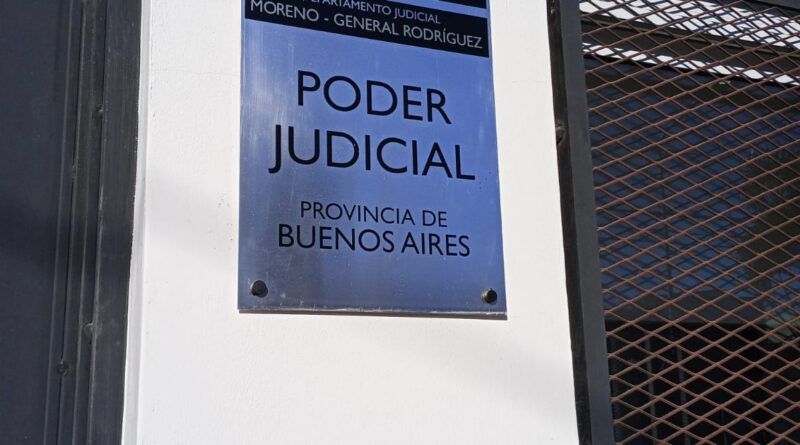 DEPARTAMENTO JUDICIAL
MORENO - GENERAL RODRÍGUEZ
PODER
JUDICIAL
PROVINCIA DE
BUENOS AIRES